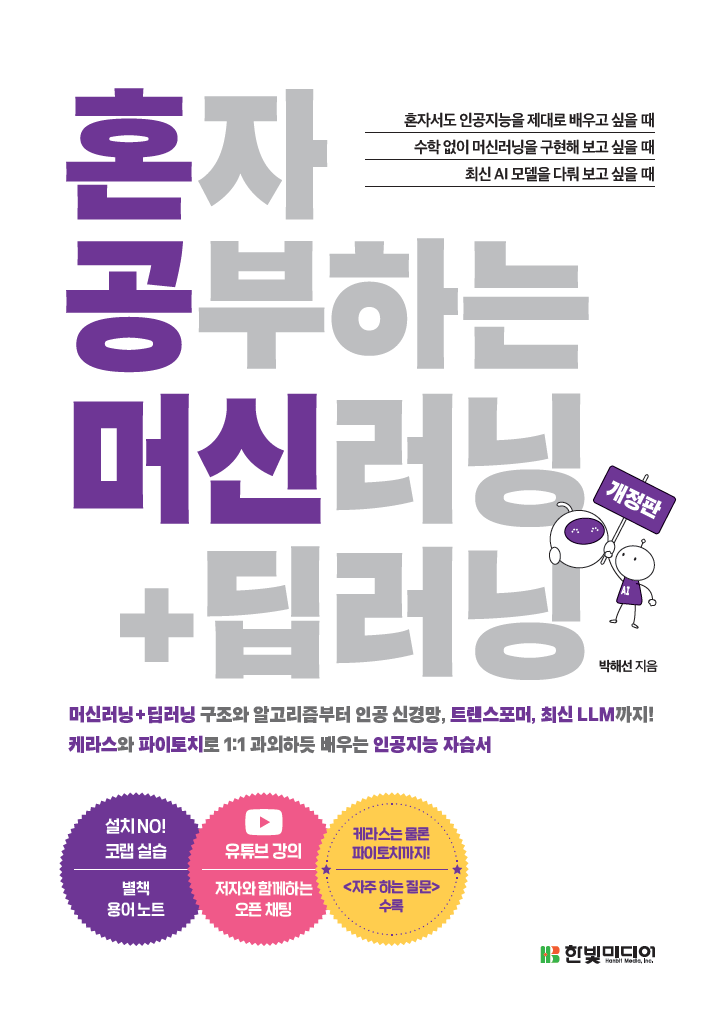 혼자
공부하는
머신러닝
+딥러닝
혼자서도 인공지능을 제대로 배우고 싶을 때
수학 없이 머신러닝을 구현해 보고 싶을 때
최신 AI 모델을 다뤄 보고 싶을 때
개정판
AI
박해선 지음
머신러닝+딥러닝 구조와 알고리즘부터 인공 신경망, 트랜스포머, 최신 LLM까지!
케라스와 파이토치로 1:1 과외하듯 배우는 인공지능 자습서
설치 NO!
코랩 실습
별책
용어 노트
유튜브 강의
저자와 함께하는
오픈 채팅
케라스는 물론
파이토치까지!
<자주 하는 질문>
수록
HB 한빛미디어
Hanbit Media, Inc.